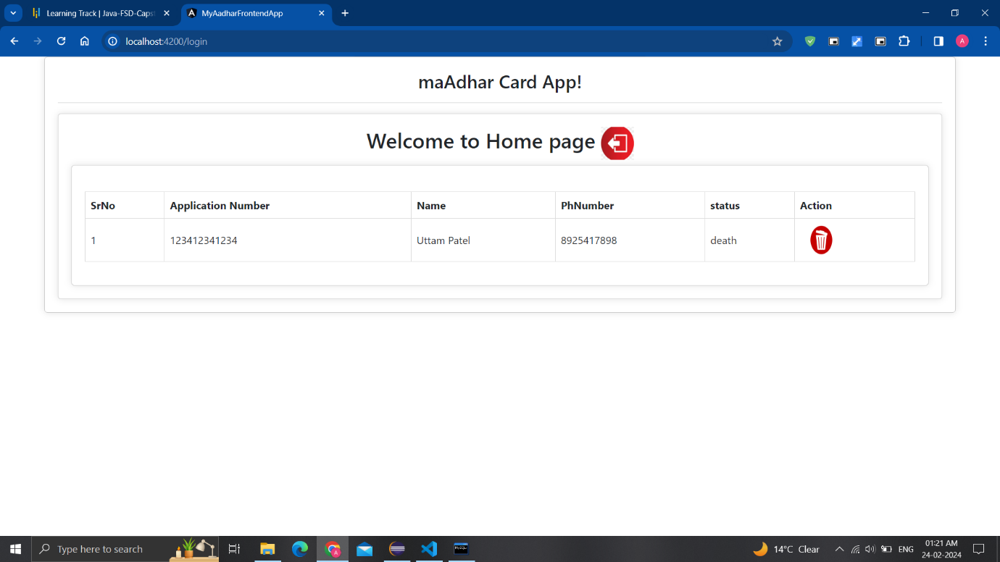 Learning Track | Java-FSD-Caps
MyAadharFrontendApp
localhost:4200/login
A
maAdhar Card App!
Welcome to Home page
SrNo Application Number Name PhNumber status Action
1 123412341234 Uttam Patel 8925417898 death
Type here to search
A
MySQL
14°C Clear
ENG
01:21 AM
24-02-2024